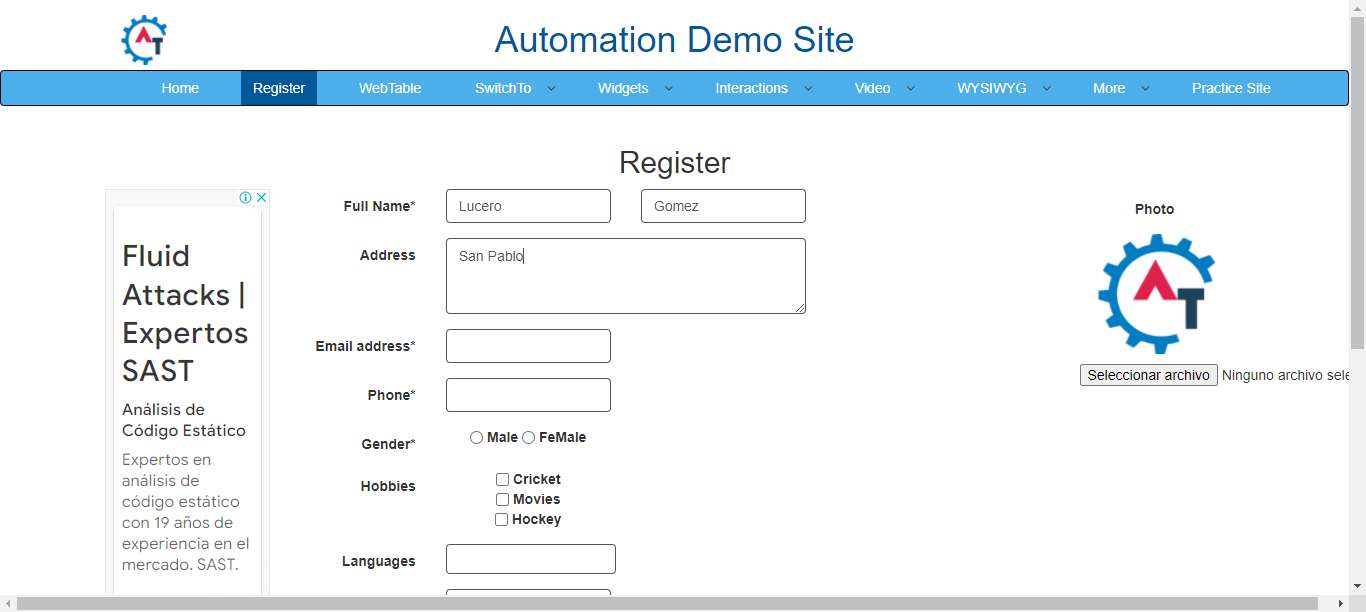 AT
Automation Demo Site
Home Register WebTable SwitchTo Widgets Interactions Video WYSIWYG More Practice Site
Register
Fluid
Attacks |
Expertos
SAST
Análisis de
Código Estático
Expertos en
análisis de
código estático
con 19 años de
experiencia en el
mercado. SAST.
Full Name* Lucero Gomez
Address San Pablo
Email address*
Phone*
Gender* Male FeMale
Hobbies Cricket
Movies
Hockey
Languages
Photo
AT
Seleccionar archivo Ninguno archivo sele